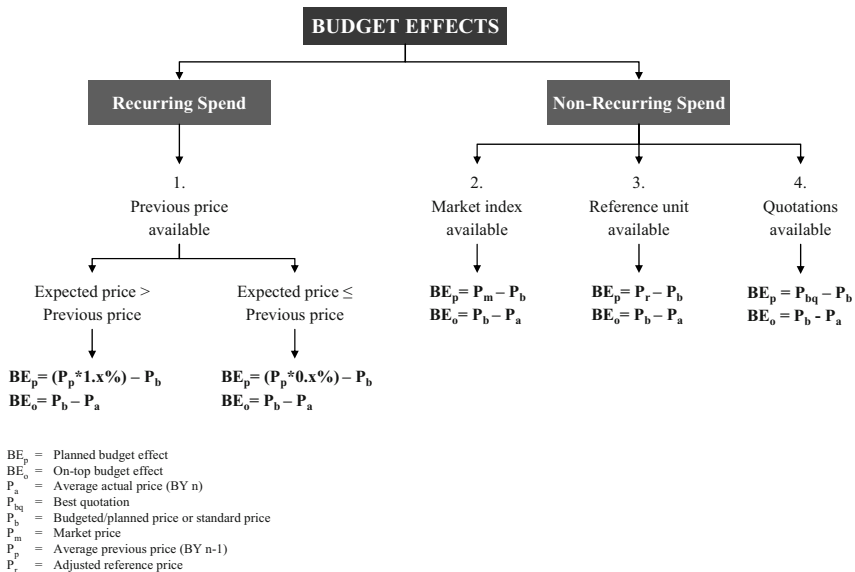 BUDGET EFFECTS
Recurring Spend
Non-Recurring Spend
1.
Previous price
available
2.
Market index
available
3.
Reference unit
available
4.
Quotations
available
Expected price >
Previous price
Expected price ≤
Previous price
BEp= Pm – Pb
BEo= Pb – Pa
BEp= Pr – Pb
BEo= Pb – Pa
BEp = Pbq – Pb
BEo = Pb - Pa
BEp= (Pp*1.x%) – Pb
BEo= Pb – Pa
BEp= (Pp*0.x%) – Pb
BEo= Pb – Pa
BEp = Planned budget effect
BEo = On-top budget effect
Pa = Average actual price (BY n)
Pbq = Best quotation
Pb = Budgeted/planned price or standard price
Pm = Market price
Pp = Average previous price (BY n-1)
Pr = Adjusted reference price